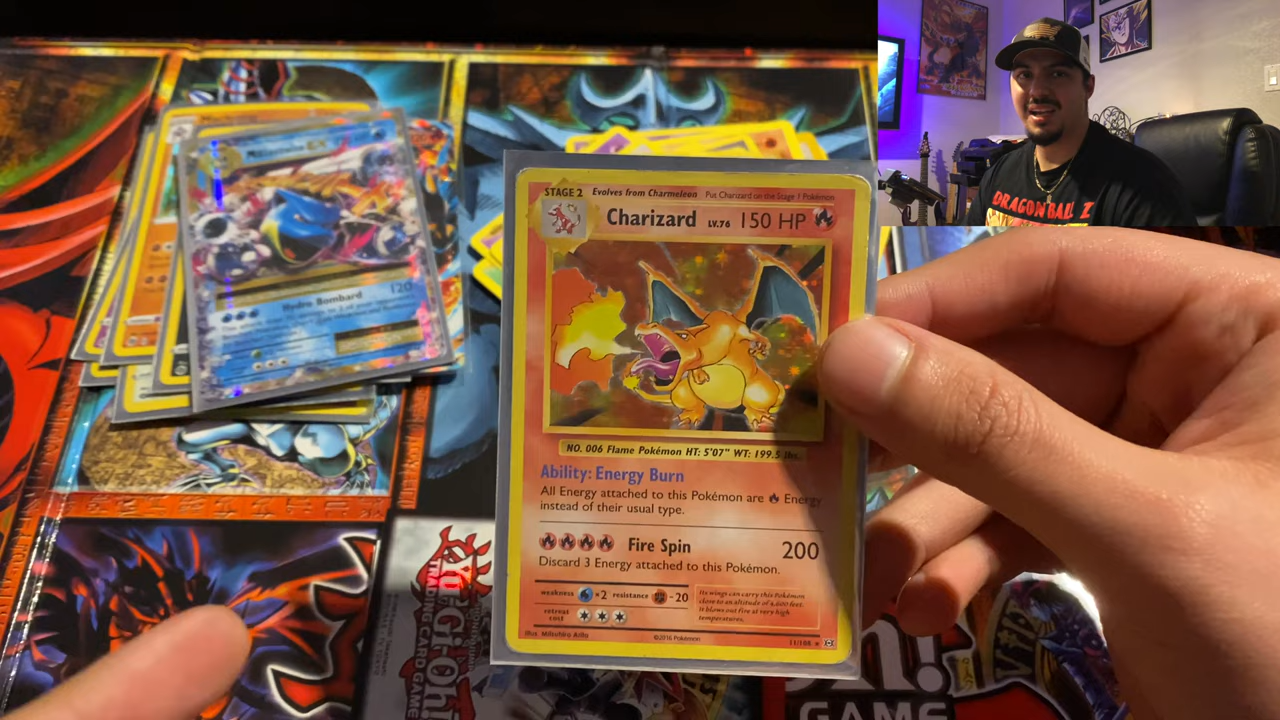 STAGE 2 Evolves from Charmeleon Put Charizard on the Stage 1 Pokémon
Charizard LV.76 150 HP
NO. 006 Flame Pokémon HT: 5'07" WT: 199.5 lbs.
Ability: Energy Burn
All Energy attached to this Pokémon are Energy
instead of their usual type.
Fire Spin 200
Discard 3 Energy attached to this Pokémon.
weakness ×2 resistance -20
retreat
cost
Its wings can carry this Pokémon
close to an altitude of 4,600 feet.
It blows out fire at very high
temperatures.
Illus. Mitsuhiro Arita ©2016 Pokémon 11/108
Hydro Bombard 120
DRAGON BALL Z
Yu-Gi-Oh!
TRADING CARD GAME
Oh!
GAME